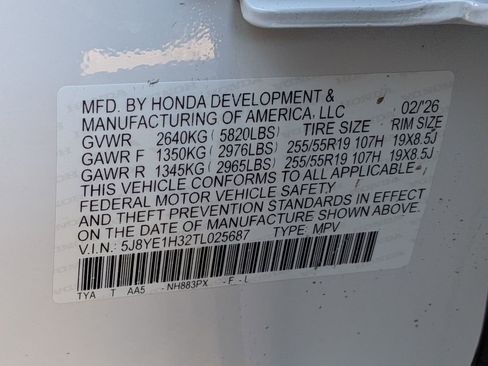 MFD. BY HONDA DEVELOPMENT &
MANUFACTURING OF AMERICA, LLC 02/'26
GVWR 2640KG ( 5820LBS) TIRE SIZE RIM SIZE
GAWR F 1350KG ( 2976LBS) 255/55R19 107H 19X8.5J
GAWR R 1345KG ( 2965LBS) 255/55R19 107H 19X8.5J
THIS VEHICLE CONFORMS TO ALL APPLICABLE
FEDERAL MOTOR VEHICLE SAFETY
AND THEFT PREVENTION STANDARDS IN EFFECT
ON THE DATE OF MANUFACTURE SHOWN ABOVE.
V.I.N.: 5J8YE1H32TL025687 TYPE: MPV
TYA T AA5 -NH883PX -F-L